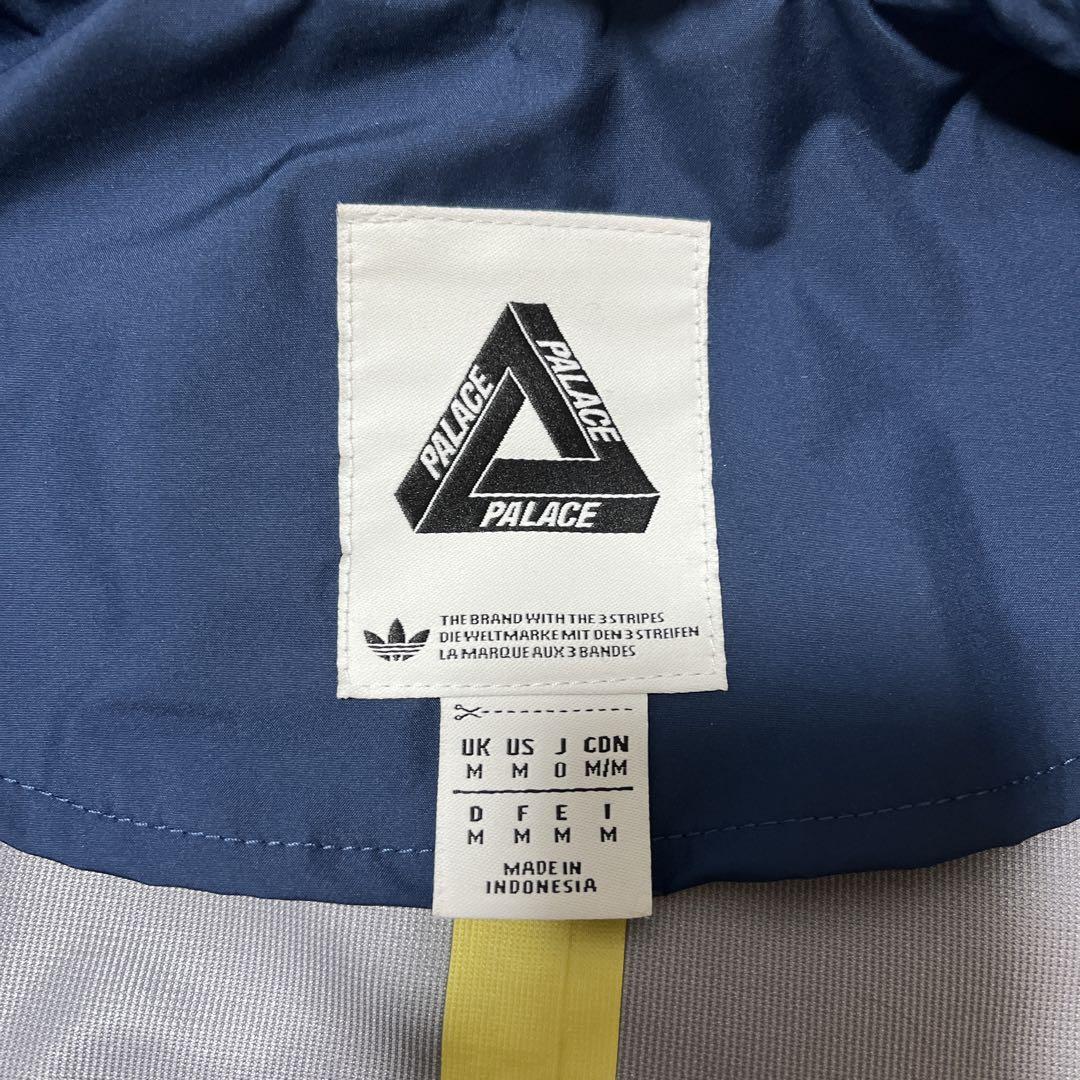 PALACE
PALACE
PALACE
THE BRAND WITH THE 3 STRIPES
DIE WELTMARKE MIT DEN 3 STREIFEN
LA MARQUE AUX 3 BANDES
UK US J CDN
M M O M/M
D F E I
M M M M
MADE IN
INDONESIA